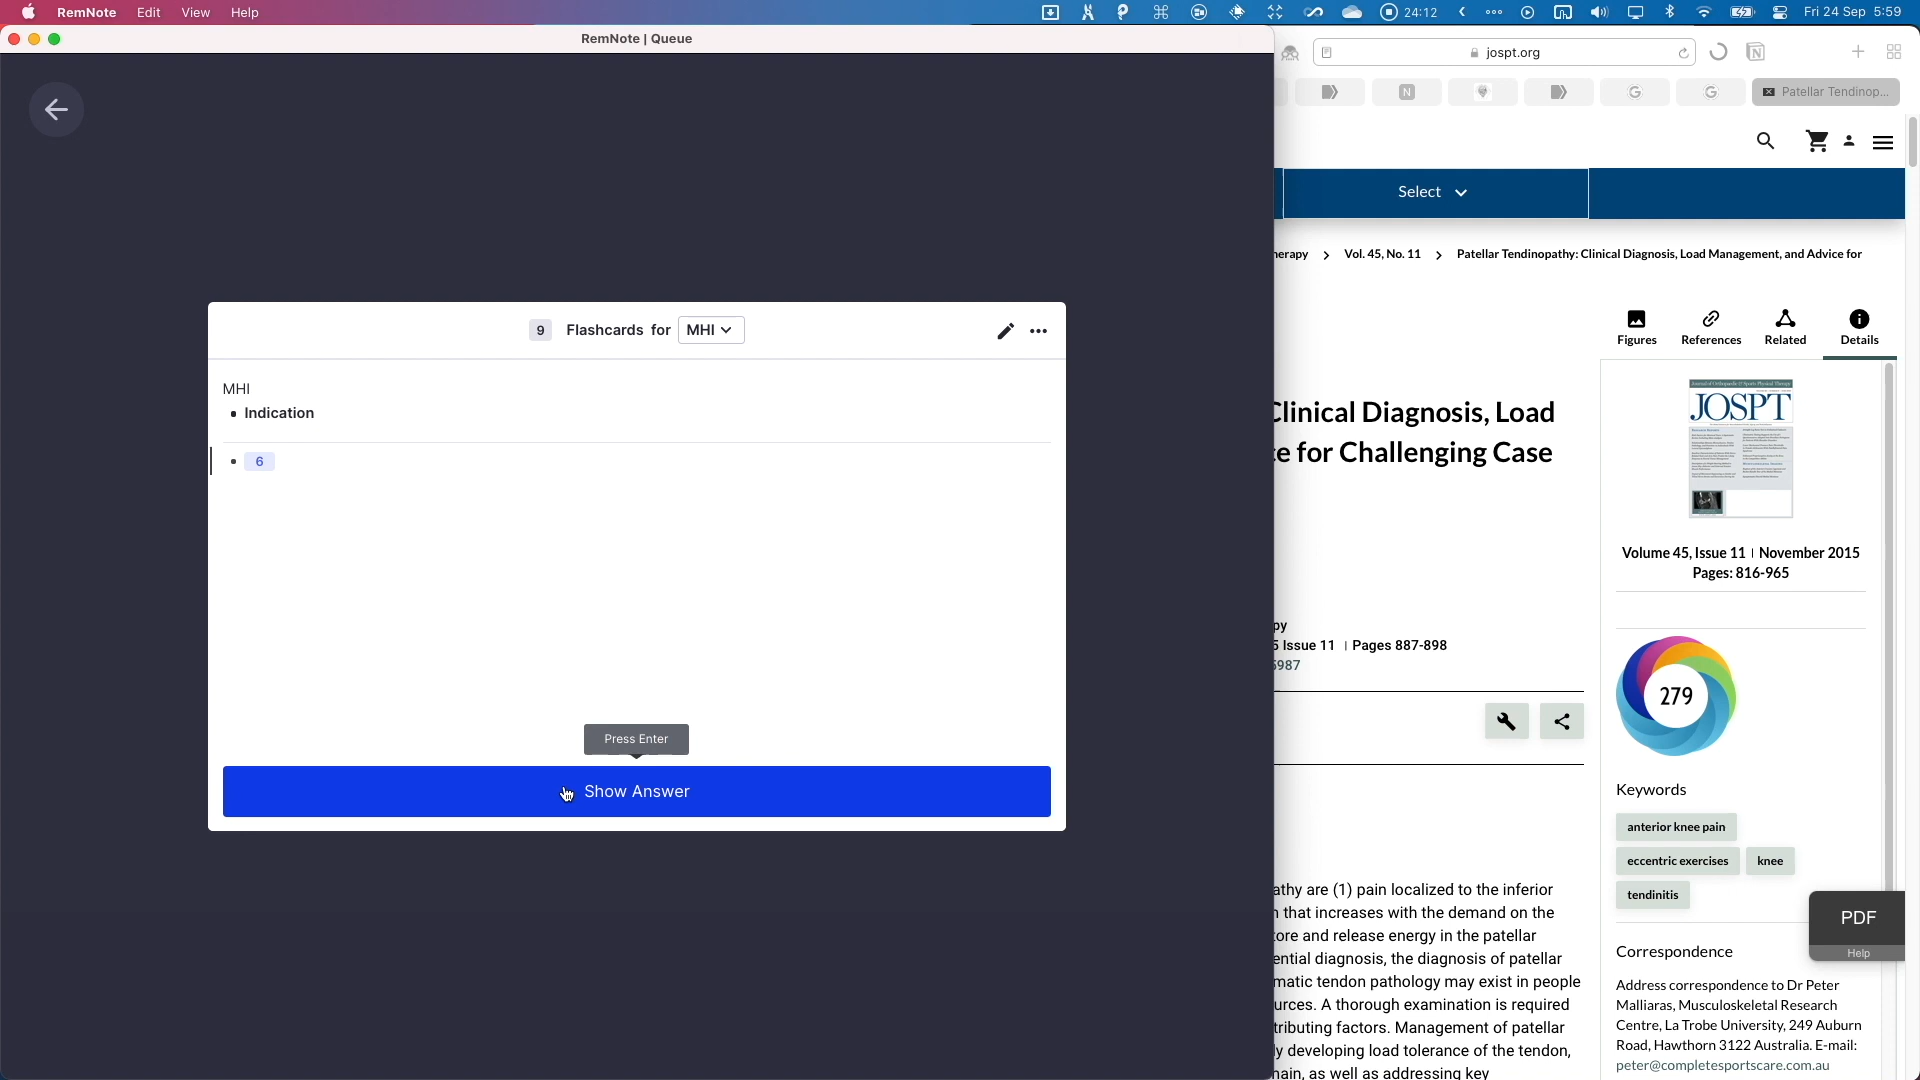 RemNote Edit View Help
24:12
Fri 24 Sep 5:59
RemNote | Queue
jospt.org
Patellar Tendinop...
Select
herapy > Vol. 45, No. 11 > Patellar Tendinopathy: Clinical Diagnosis, Load Management, and Advice for
9 Flashcards for MHI
MHI
Indication
6
Press Enter
Show Answer
Clinical Diagnosis, Load
e for Challenging Case
py
5 Issue 11 | Pages 887-898
5987
athy are (1) pain localized to the inferior
n that increases with the demand on the
tore and release energy in the patellar
ential diagnosis, the diagnosis of patellar
matic tendon pathology may exist in people
urces. A thorough examination is required
tributing factors. Management of patellar
ly developing load tolerance of the tendon,
hain, as well as addressing key
Figures
References
Related
Details
JOSPT
Volume 45, Issue 11 | November 2015
Pages: 816-965
279
Keywords
anterior knee pain
eccentric exercises
knee
tendinitis
PDF
Help
Correspondence
Address correspondence to Dr Peter
Malliaras, Musculoskeletal Research
Centre, La Trobe University, 249 Auburn
Road, Hawthorn 3122 Australia. E-mail:
peter@completesportscare.com.au